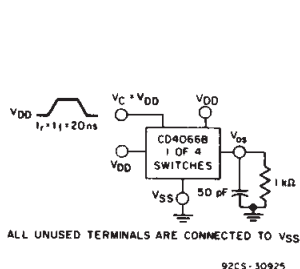 VC = VDD
VDD
VDD
tr = tf = 20ns
CD4066B
1 OF 4
SWITCHES
Vos
VDD
1 kΩ
VSS
50 pF
ALL UNUSED TERMINALS ARE CONNECTED TO VSS
92CS-30925